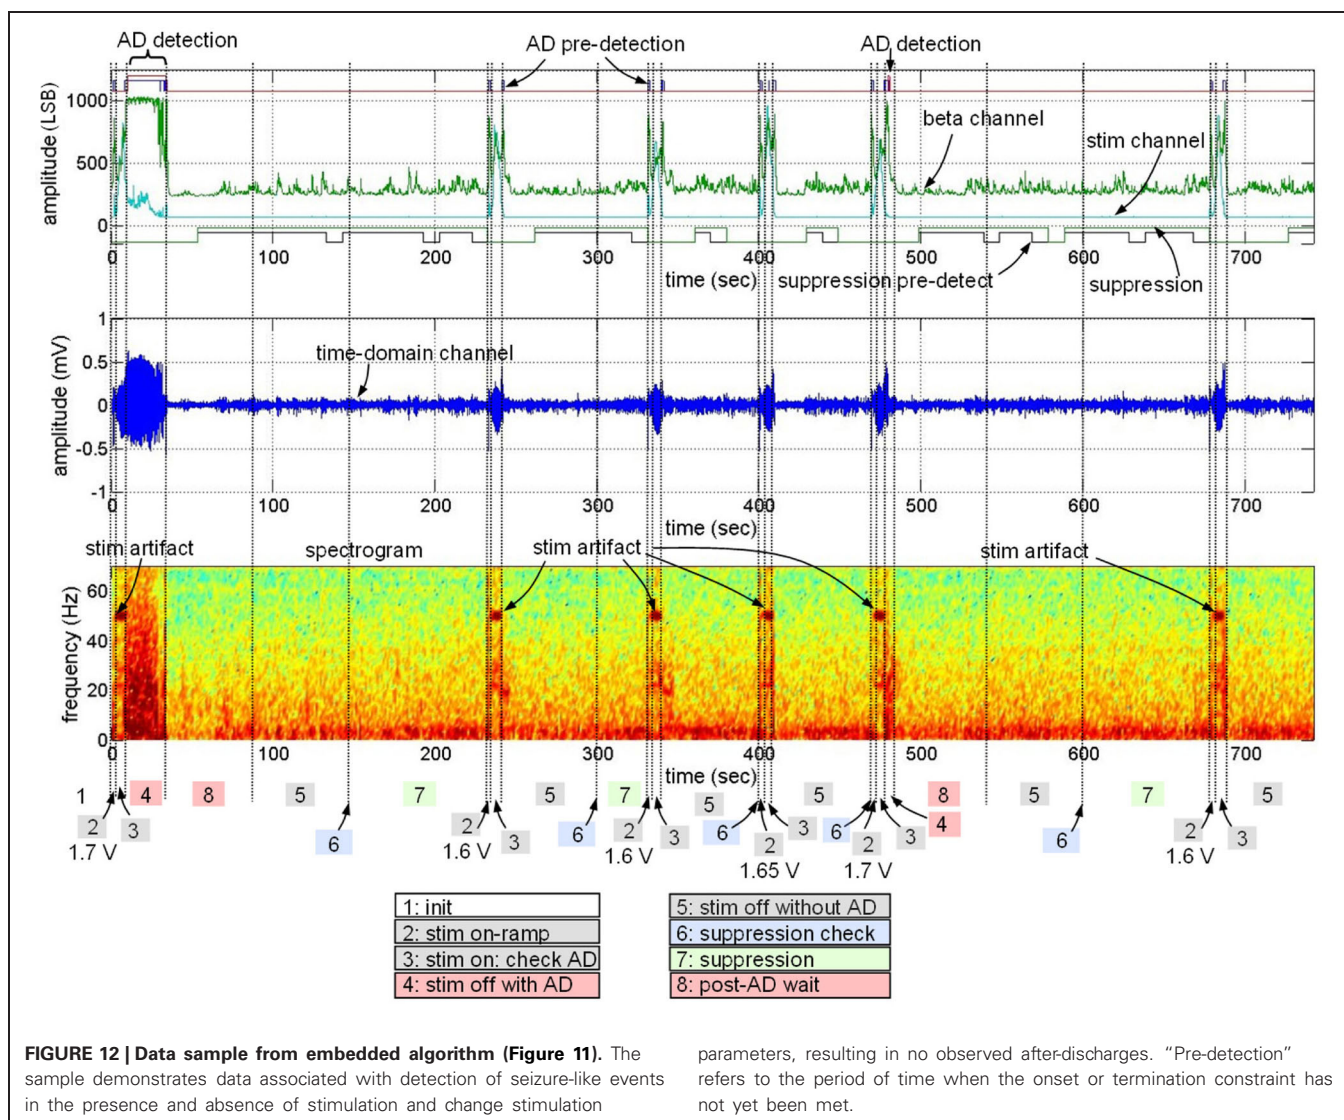 AD detection
AD pre-detection
AD detection
1000
500
0
amplitude (LSB)
beta channel
stim channel
0
100
200
300
400
500
600
700
time (sec)
suppression pre-detect
suppression
1
0.5
0
-0.5
-1
amplitude (mV)
time-domain channel
0
100
200
300
400
500
600
700
time (sec)
stim artifact
spectrogram
stim artifact
stim artifact
60
40
20
0
frequency (Hz)
0
100
200
300
400
500
600
700
time (sec)
1
4
8
5
7
5
7
5
5
8
5
7
5
2
3
6
2
3
6
2
3
6
2
3
6
2
3
4
6
2
3
1.7 V
1.6 V
1.6 V
1.65 V
1.7 V
1.6 V
1: init
2: stim on-ramp
3: stim on: check AD
4: stim off with AD
5: stim off without AD
6: suppression check
7: suppression
8: post-AD wait
FIGURE 12 | Data sample from embedded algorithm (Figure 11). The
sample demonstrates data associated with detection of seizure-like events
in the presence and absence of stimulation and change stimulation
parameters, resulting in no observed after-discharges. “Pre-detection”
refers to the period of time when the onset or termination constraint has
not yet been met.